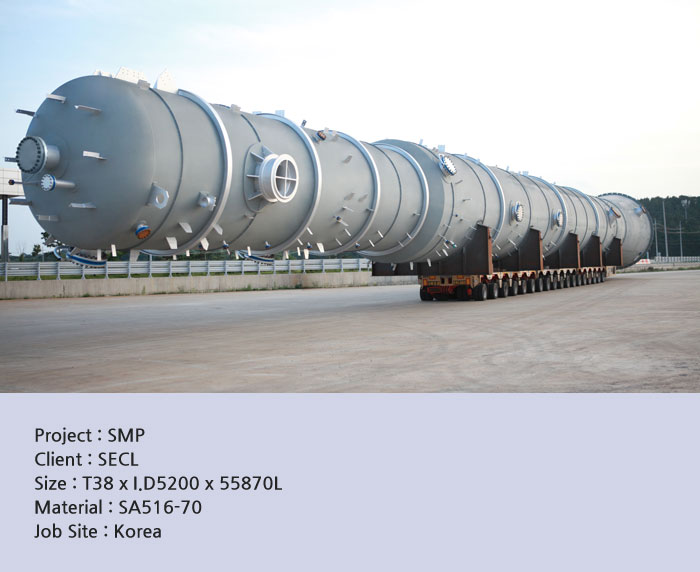 Project : SMP
Client : SECL
Size : T38 x I.D5200 x 55870L
Material : SA516-70
Job Site : Korea